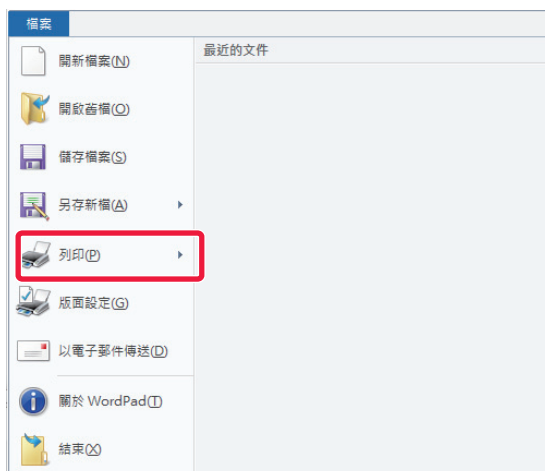 檔案
最近的文件
開新檔案(N)
開啟舊檔(O)
儲存檔案(S)
另存新檔(A)
列印(P)
版面設定(G)
以電子郵件傳送(D)
關於 WordPad(T)
結束(X)